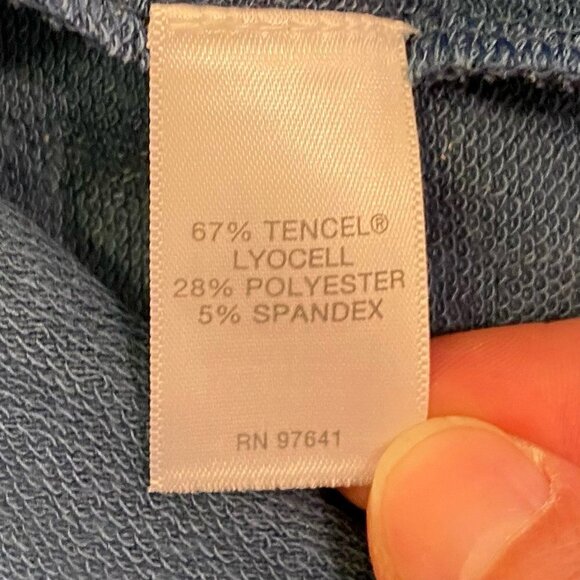 67% TENCEL®
LYOCELL
28% POLYESTER
5% SPANDEX
RN 97641